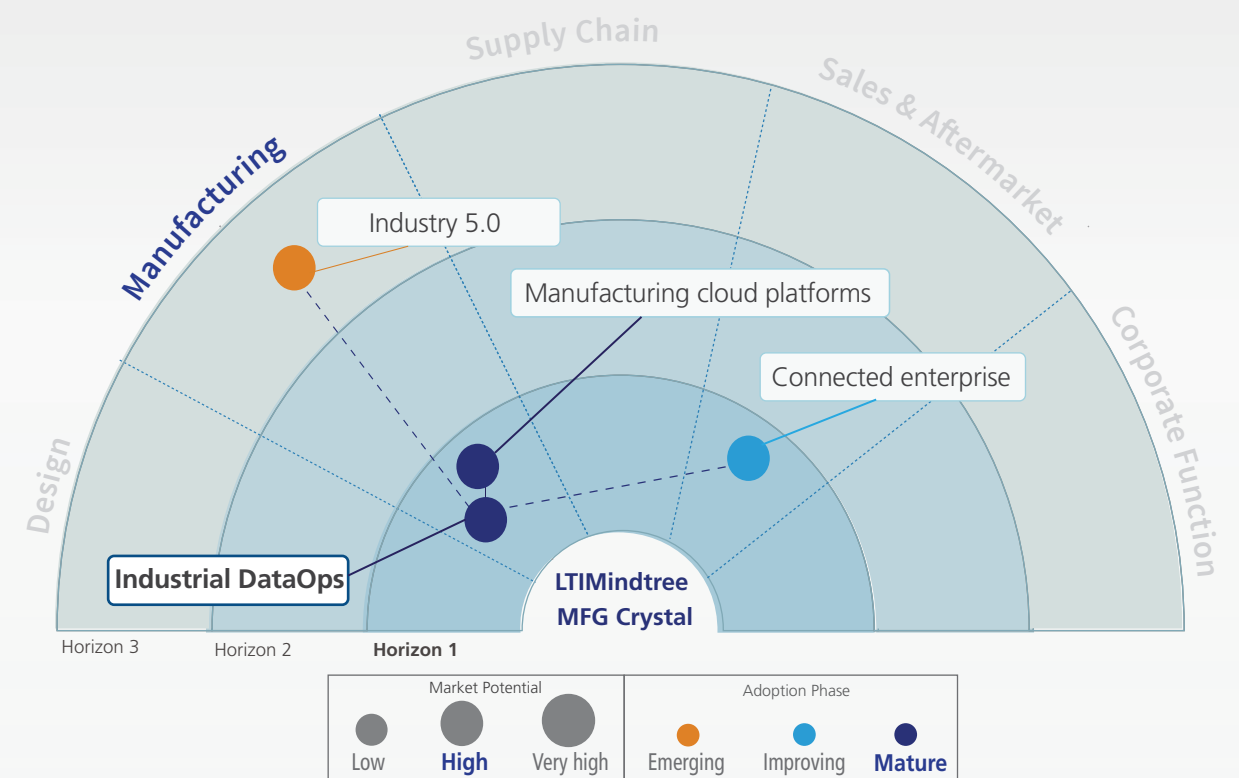 Supply Chain
Sales & Aftermarket
Manufacturing
Industry 5.0
Manufacturing cloud platforms
Connected enterprise
Corporate Function
Design
Industrial DataOps
LTIMindtree
MFG Crystal
Horizon 3
Horizon 2
Horizon 1
Market Potential
Low
High
Very high
Adoption Phase
Emerging
Improving
Mature